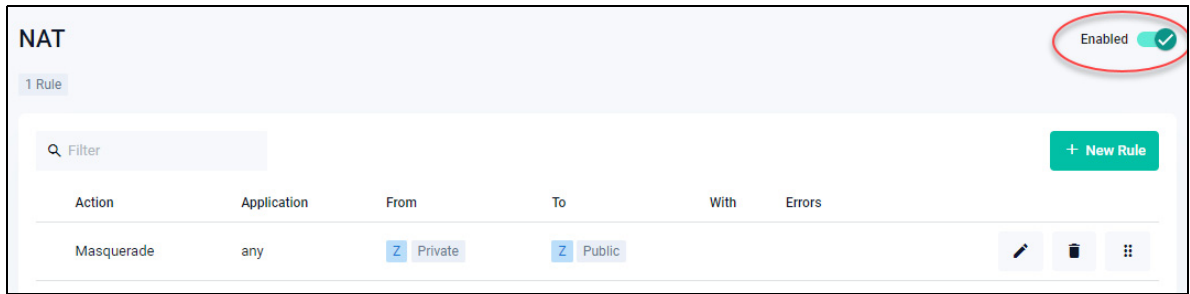 NAT
Enabled
1 Rule
Filter
+ New Rule
Action Application From To With Errors
Masquerade any Z Private Z Public